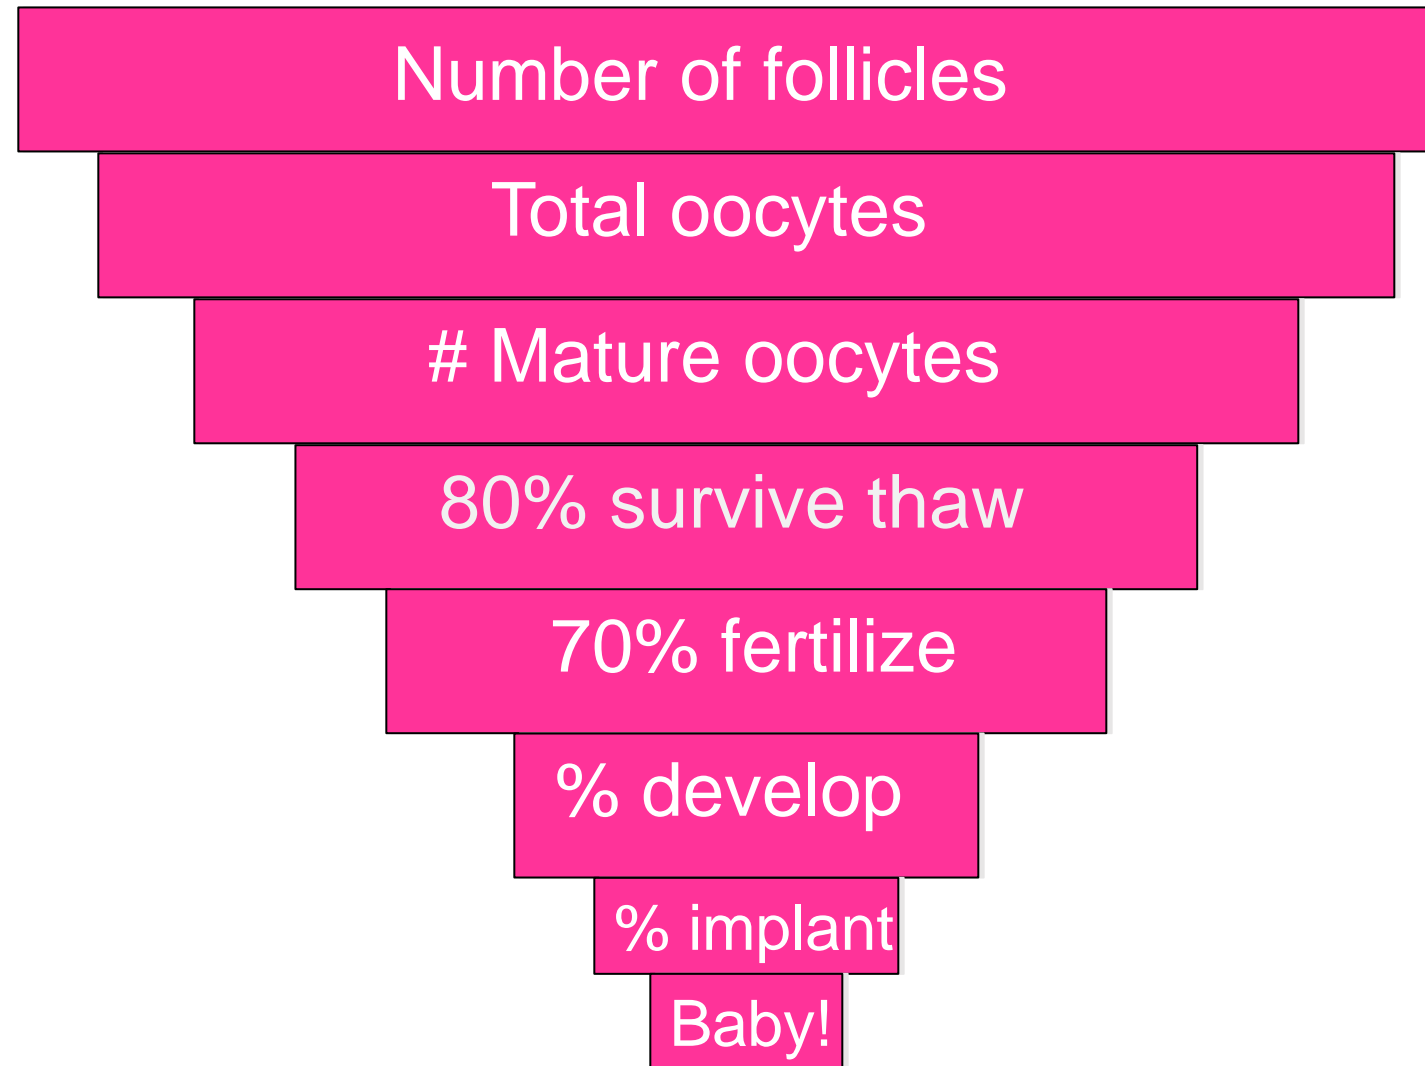 Number of follicles
Total oocytes
# Mature oocytes
80% survive thaw
70% fertilize
% develop
% implant
Baby!